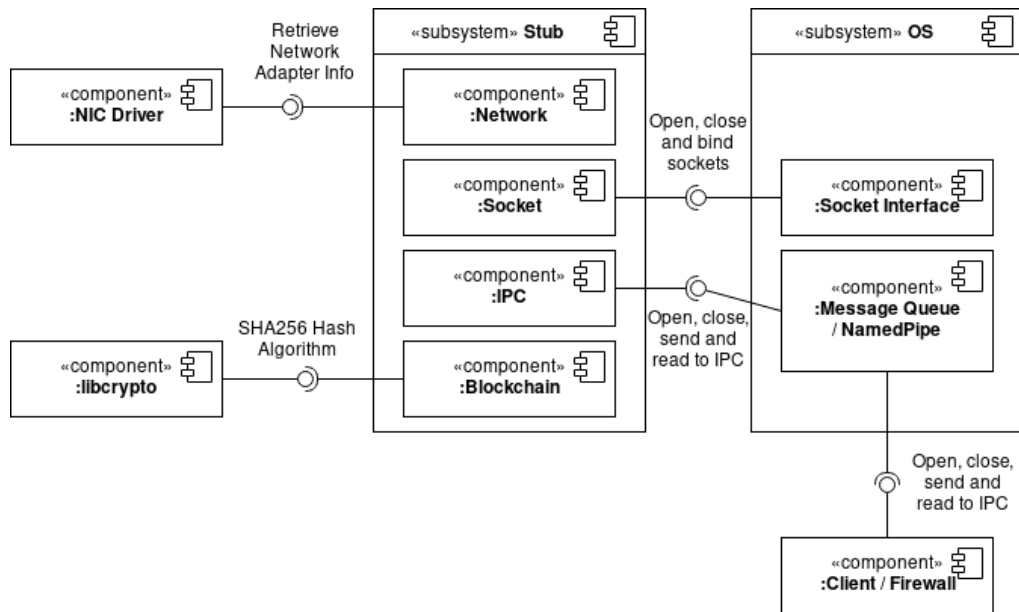 Retrieve
Network
Adapter Info
«subsystem» Stub
«subsystem» OS
«component»
:NIC Driver
«component»
:Network
Open, close
and bind
sockets
«component»
:Socket
«component»
:Socket Interface
«component»
:IPC
«component»
:Message Queue
/ NamedPipe
Open, close,
send and
read to IPC
SHA256 Hash
Algorithm
«component»
:libcrypto
«component»
:Blockchain
Open, close,
send and
read to IPC
«component»
:Client / Firewall